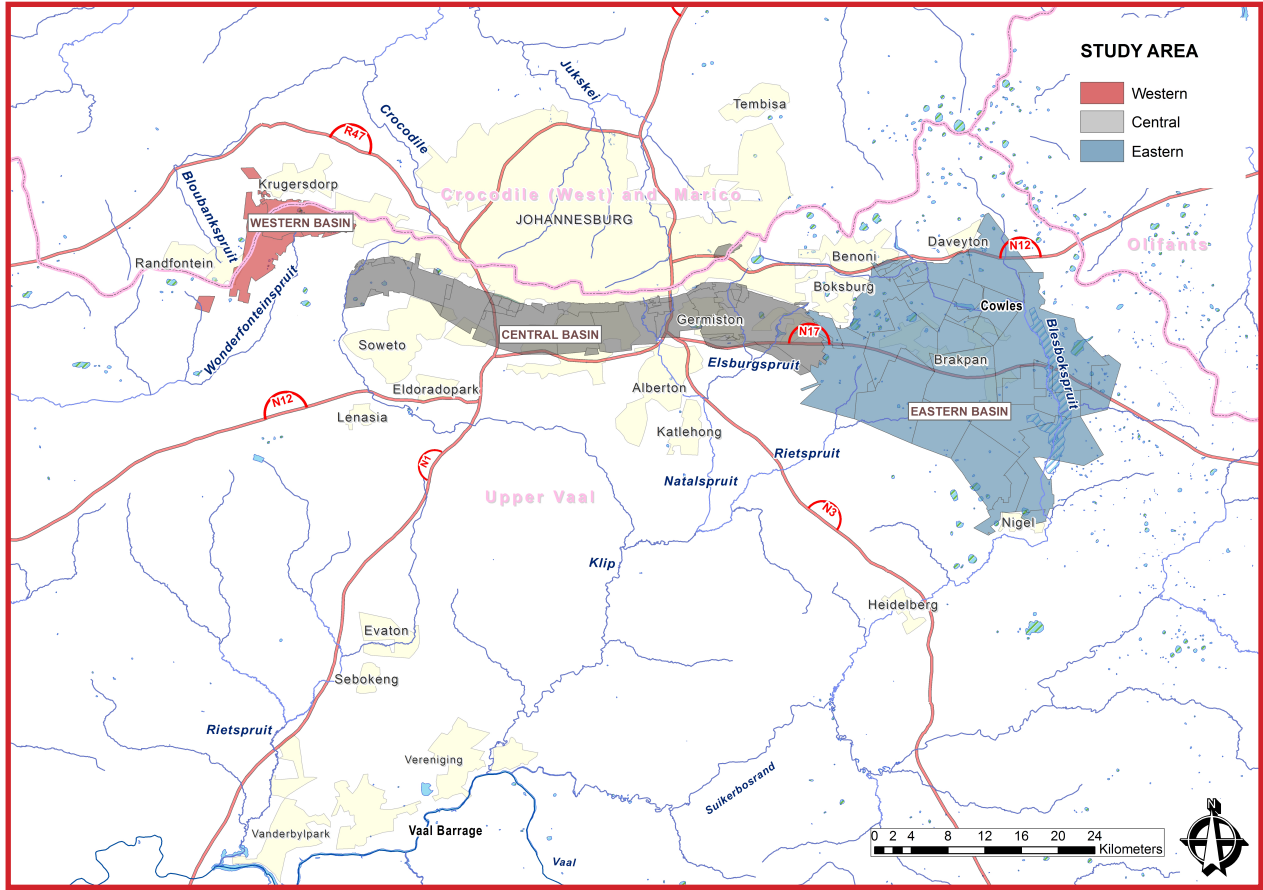 STUDY AREA
Western
Central
Eastern
Jukskei
Tembisa
Crocodile
R47
Bloubankspruit
Krugersdorp
Crocodile (West) and Marico
JOHANNESBURG
WESTERN BASIN
Daveyton
N12
Olifants
Randfontein
Benoni
Boksburg
Cowles
Wonderfonteinspruit
CENTRAL BASIN
Germiston
N17
Blesbokspruit
Soweto
Elsburgspruit
Brakpan
Eldoradopark
Alberton
N12
Lenasia
EASTERN BASIN
Katlehong
N1
Rietspruit
Natalspruit
Upper Vaal
N3
Nigel
Klip
Heidelberg
Evaton
Sebokeng
Rietspruit
Vereniging
Suikerbosrand
Vanderbylpark
Vaal Barrage
Vaal
N
0 2 4 8 12 16 20 24
Kilometers